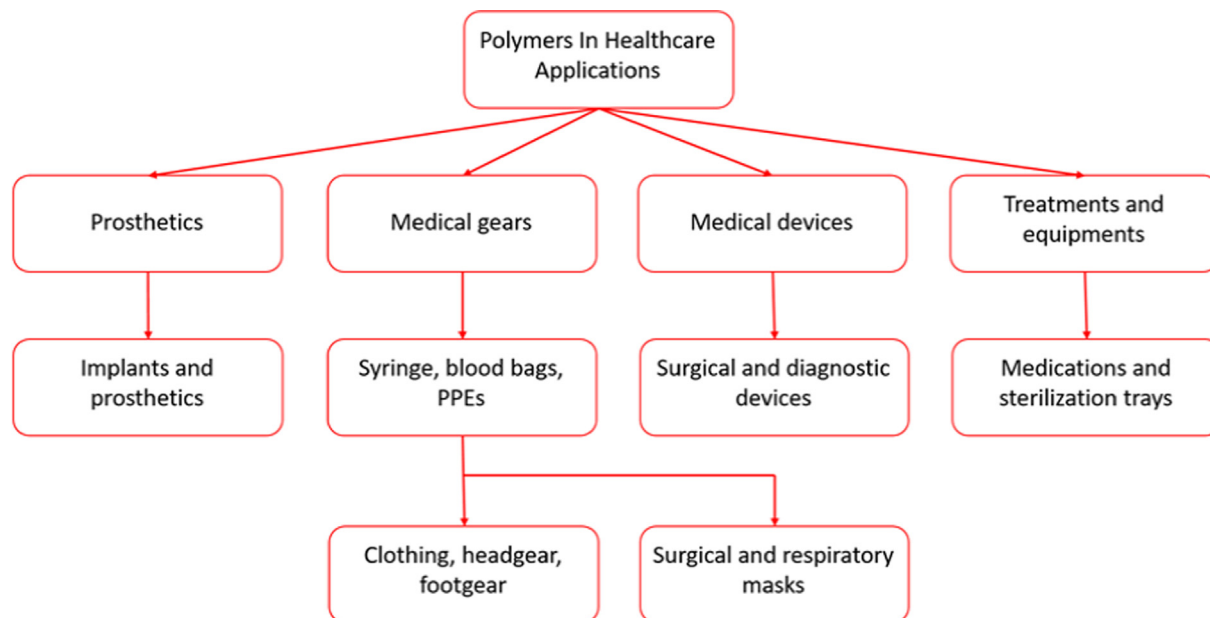 Polymers In Healthcare
Applications
Prosthetics
Medical gears
Medical devices
Treatments and
equipments
Implants and
prosthetics
Syringe, blood bags,
PPEs
Surgical and diagnostic
devices
Medications and
sterilization trays
Clothing, headgear,
footgear
Surgical and respiratory
masks